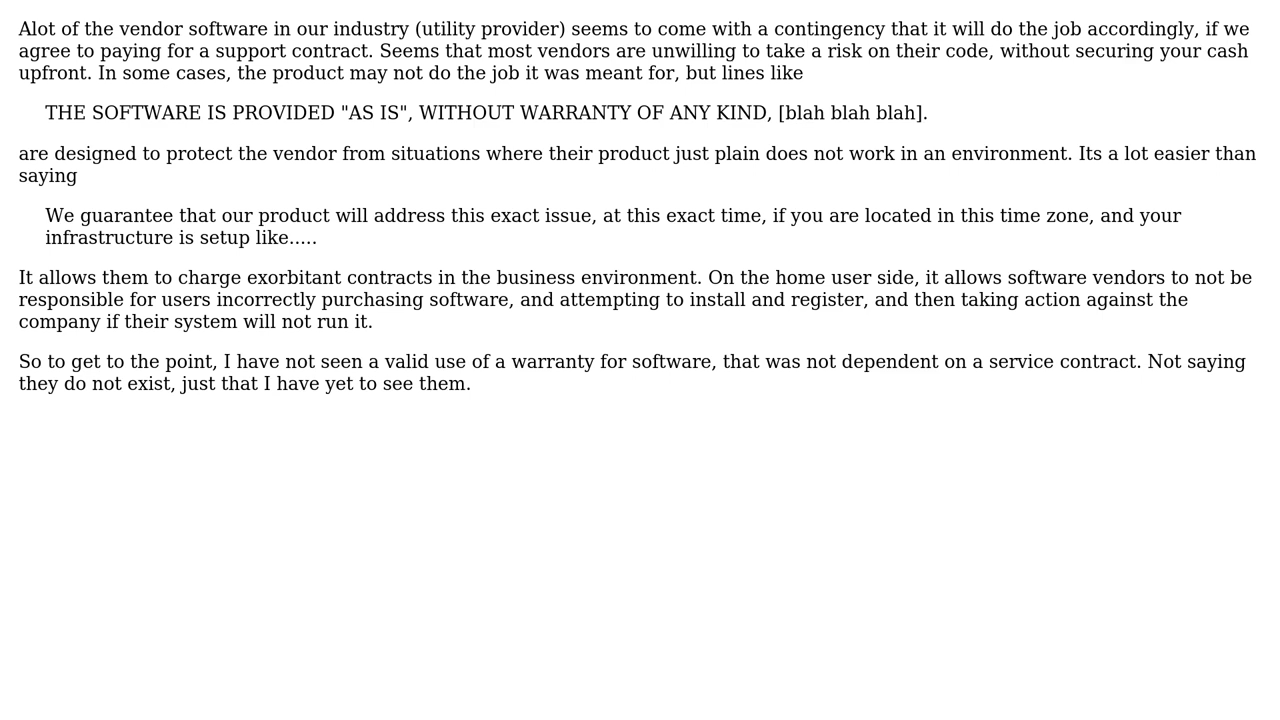 Alot of the vendor software in our industry (utility provider) seems to come with a contingency that it will do the job accordingly, if we
agree to paying for a support contract. Seems that most vendors are unwilling to take a risk on their code, without securing your cash
upfront. In some cases, the product may not do the job it was meant for, but lines like
THE SOFTWARE IS PROVIDED "AS IS", WITHOUT WARRANTY OF ANY KIND, [blah blah blah].
are designed to protect the vendor from situations where their product just plain does not work in an environment. Its a lot easier than
saying
We guarantee that our product will address this exact issue, at this exact time, if you are located in this time zone, and your
infrastructure is setup like.....
It allows them to charge exorbitant contracts in the business environment. On the home user side, it allows software vendors to not be
responsible for users incorrectly purchasing software, and attempting to install and register, and then taking action against the
company if their system will not run it.
So to get to the point, I have not seen a valid use of a warranty for software, that was not dependent on a service contract. Not saying
they do not exist, just that I have yet to see them.